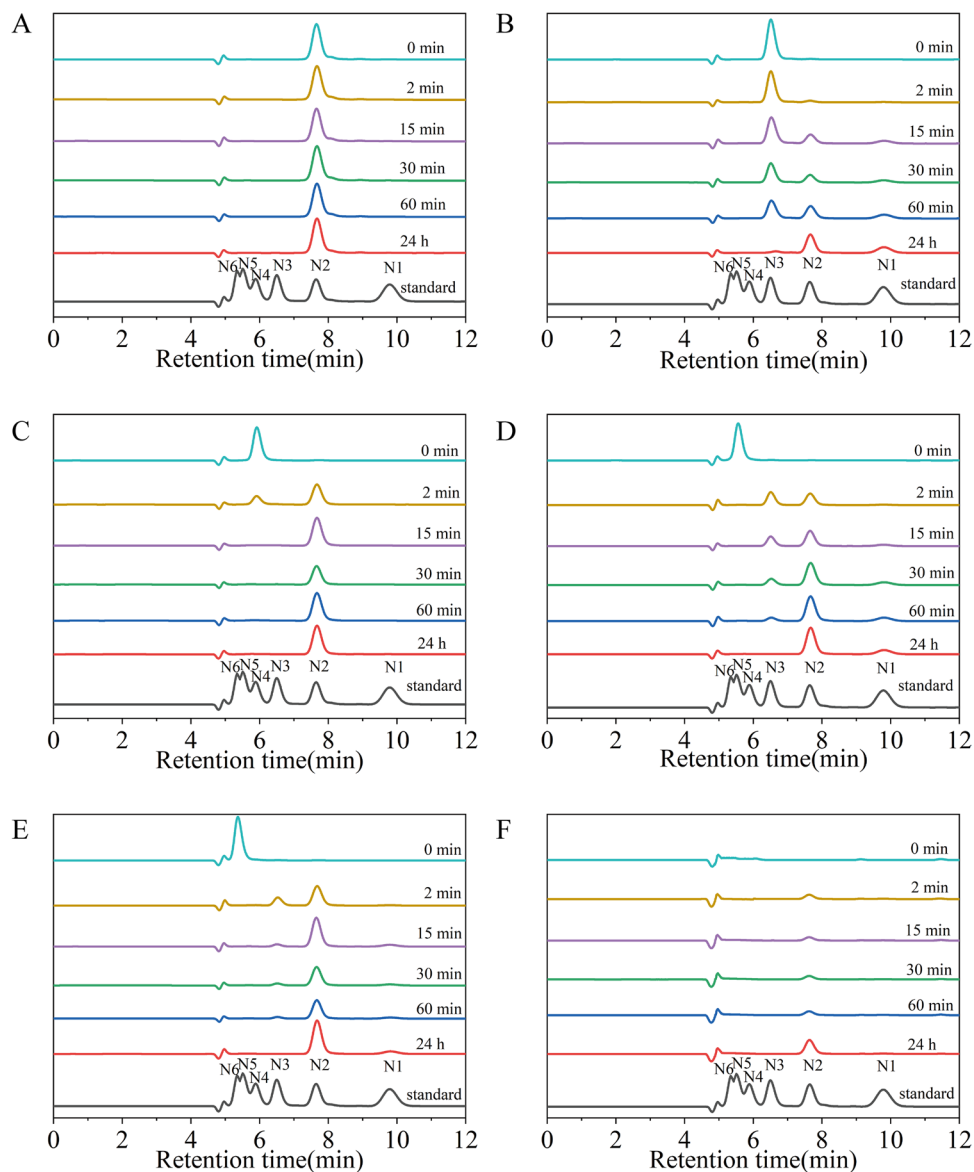 A
0 min
2 min
15 min
30 min
60 min
24 h
N6 N5 N4 N3 N2 N1
standard
0 2 4 6 8 10 12
Retention time(min)
B
0 min
2 min
15 min
30 min
60 min
24 h
N6 N5 N4 N3 N2 N1
standard
0 2 4 6 8 10 12
Retention time(min)
C
0 min
2 min
15 min
30 min
60 min
24 h
N6 N5 N4 N3 N2 N1
standard
0 2 4 6 8 10 12
Retention time(min)
D
0 min
2 min
15 min
30 min
60 min
24 h
N6 N5 N4 N3 N2 N1
standard
0 2 4 6 8 10 12
Retention time(min)
E
0 min
2 min
15 min
30 min
60 min
24 h
N6 N5 N4 N3 N2 N1
standard
0 2 4 6 8 10 12
Retention time(min)
F
0 min
2 min
15 min
30 min
60 min
24 h
N6 N5 N4 N3 N2 N1
standard
0 2 4 6 8 10 12
Retention time(min)